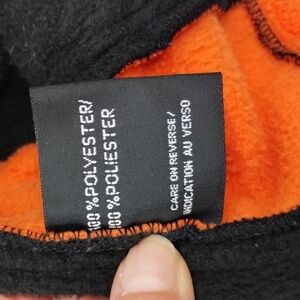 100%POLYESTER/
100%POLIESTER
CARE ON REVERSE/
INDICATION AU VERSO